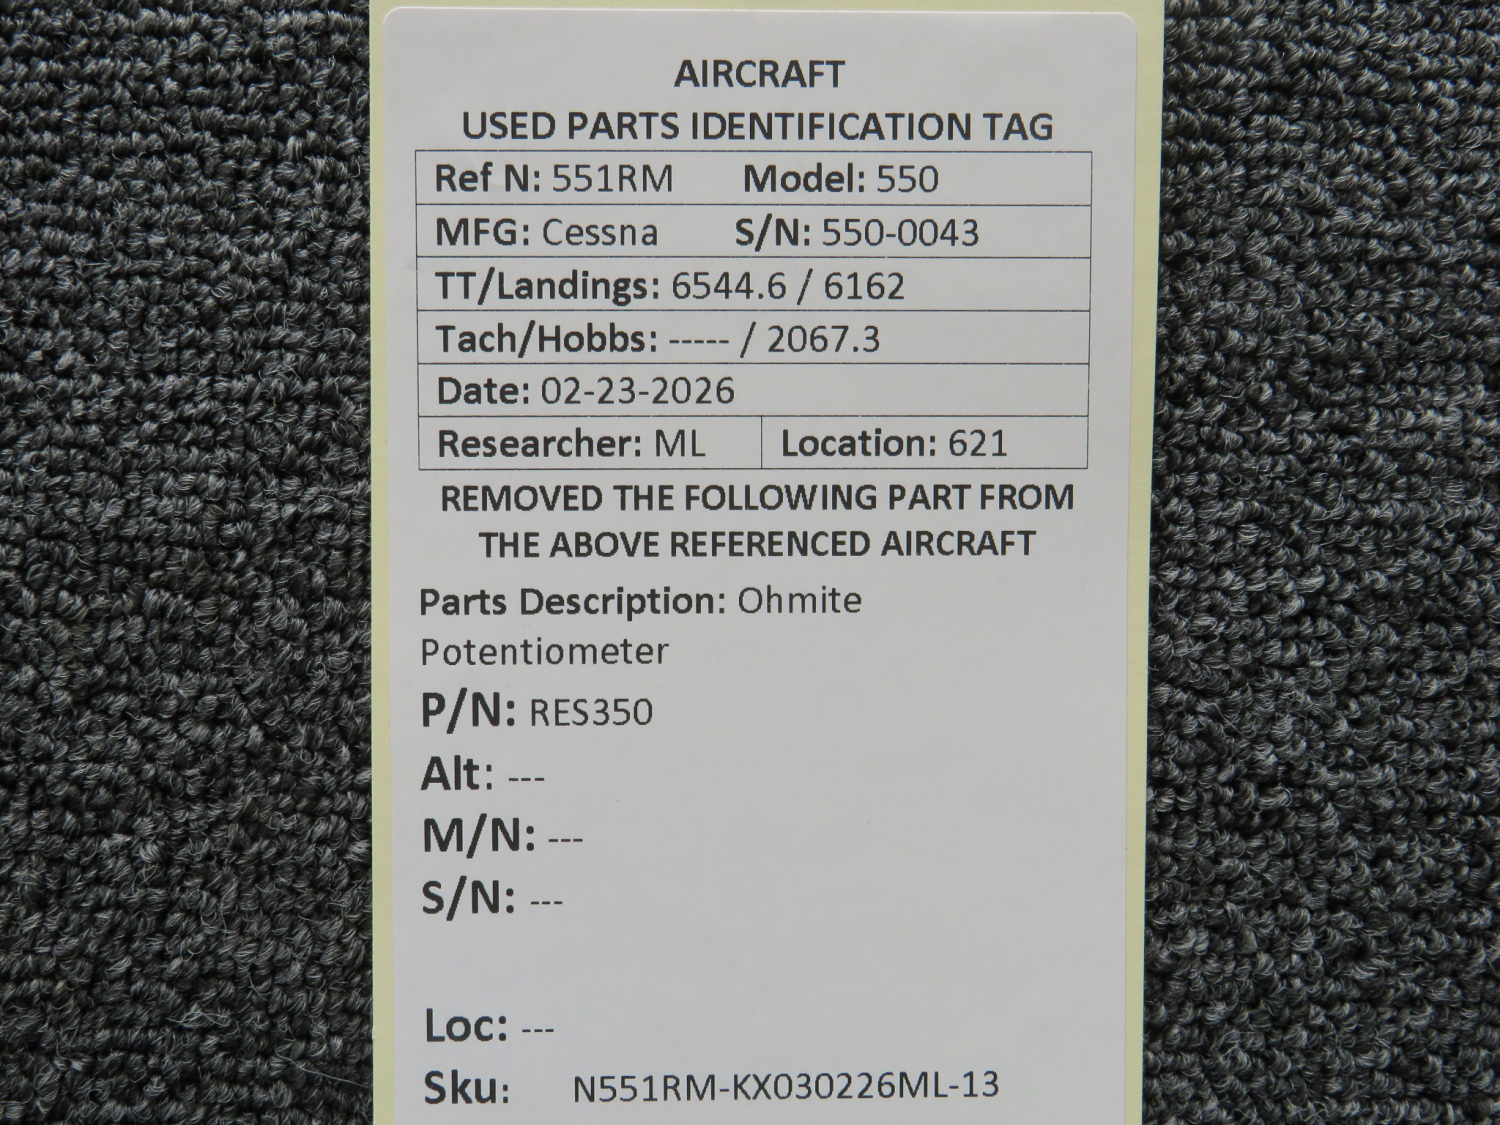 AIRCRAFT
USED PARTS IDENTIFICATION TAG
Ref N: 551RM Model: 550
MFG: Cessna S/N: 550-0043
TT/Landings: 6544.6 / 6162
Tach/Hobbs: ----- / 2067.3
Date: 02-23-2026
Researcher: ML Location: 621
REMOVED THE FOLLOWING PART FROM
THE ABOVE REFERENCED AIRCRAFT
Parts Description: Ohmite
Potentiometer
P/N: RES350
Alt: ---
M/N: ---
S/N: ---
Loc: ---
Sku: N551RM-KX030226ML-13